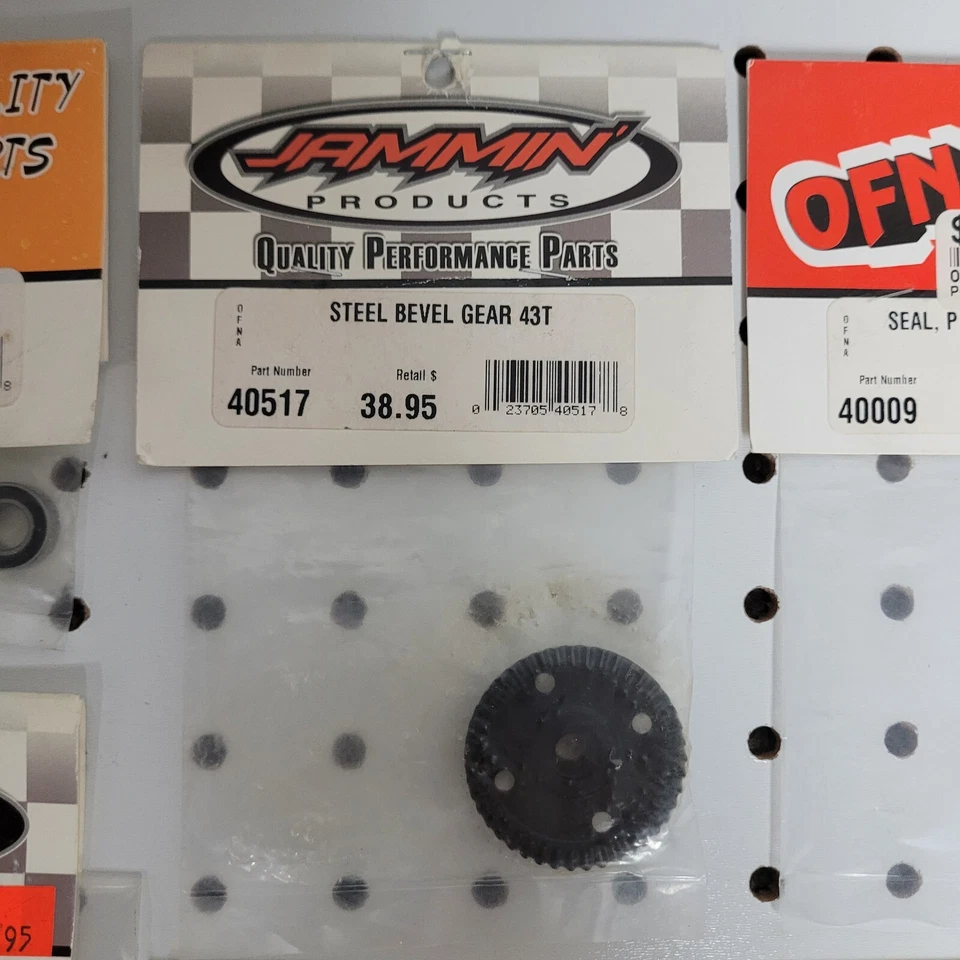 ITY
RTS
8
95
JAMMIN'
PRODUCTS
QUALITY PERFORMANCE PARTS
OFNA
STEEL BEVEL GEAR 43T
Part Number
Retail $
40517
38.95
0 23705 40517 8
OFN
$
O
P
OFNA
SEAL, P
Part Number
40009